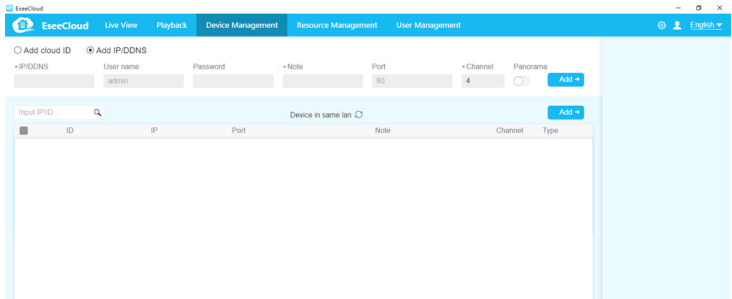 EseeCloud
EseeCloud Live View Playback Device Management Resource Management User Management English
Add cloud ID Add IP/DDNS
* IP/DDNS User name Password * Note Port * Channel Panorama
admin 80 4 Add
Input IP/ID... Device in same lan Add
ID IP Port Note Channel Type